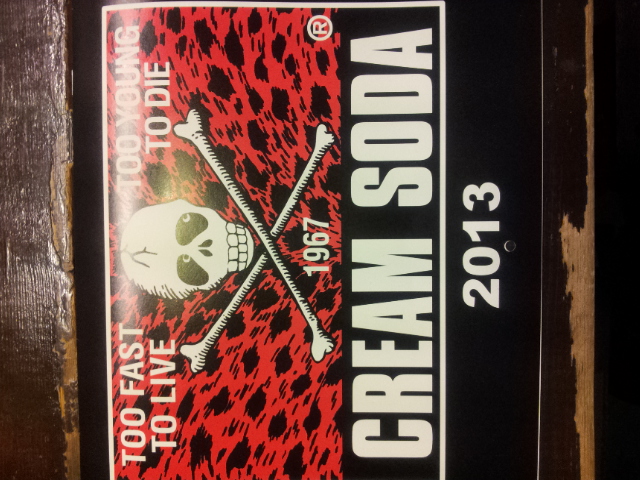 TOO FAST
TO LIVE
TOO YOUNG
TO DIE
1967
®
CREAM SODA
2013